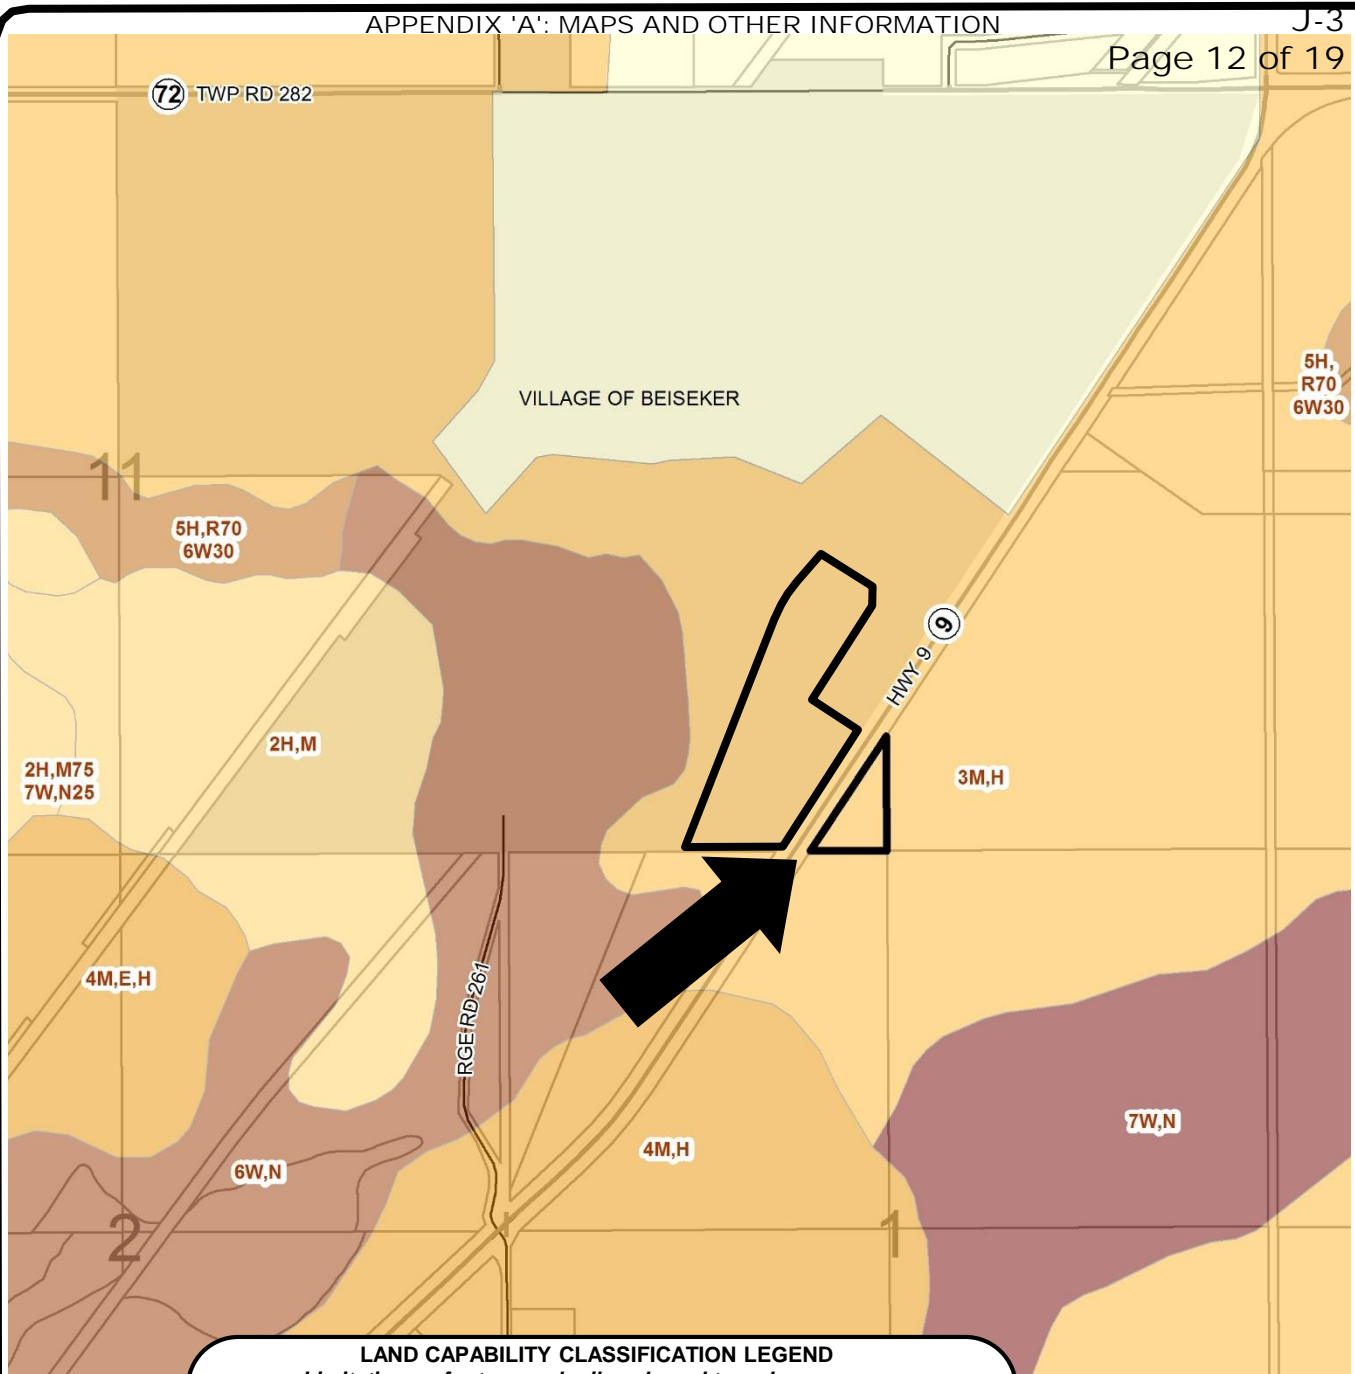 APPENDIX 'A': MAPS AND OTHER INFORMATION
J-3
Page 12 of 19
72 TWP RD 282
VILLAGE OF BEISEKER
5H,
R70
6W30
11
5H,R70
6W30
HWY 9
9
2H,M
2H,M75
7W,N25
3M,H
4M,E,H
RGE RD 261
7W,N
4M,H
6W,N
2
1
LAND CAPABILITY CLASSIFICATION LEGEND